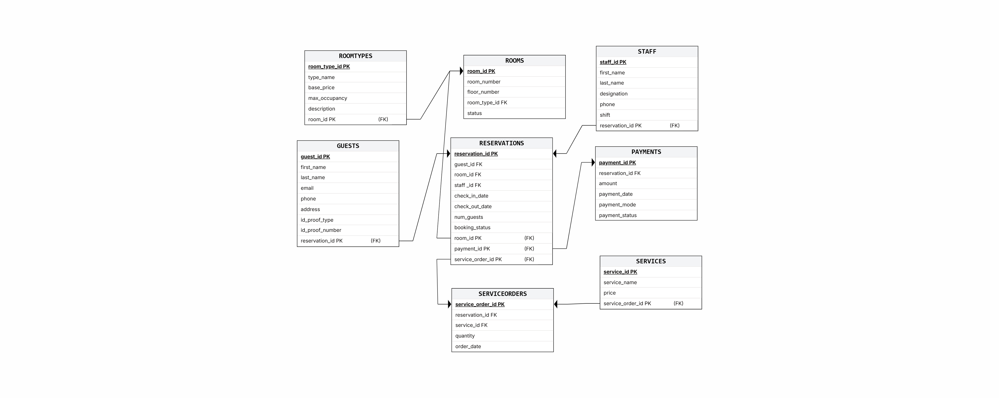 ROOMTYPES
room_type_id PK
type_name
base_price
max_occupancy
description
room_id PK (FK)
ROOMS
room_id PK
room_number
floor_number
room_type_id FK
status
STAFF
staff_id PK
first_name
last_name
designation
phone
shift
reservation_id PK (FK)
GUESTS
guest_id PK
first_name
last_name
email
phone
address
id_proof_type
id_proof_number
reservation_id PK (FK)
RESERVATIONS
reservation_id PK
guest_id FK
room_id FK
staff _id FK
check_in_date
check_out_date
num_guests
booking_status
room_id PK (FK)
payment_id PK (FK)
service_order_id PK (FK)
PAYMENTS
payment_id PK
reservation_id FK
amount
payment_date
payment_mode
payment_status
SERVICEORDERS
service_order_id PK
reservation_id FK
service_id FK
quantity
order_date
SERVICES
service_id PK
service_name
price
service_order_id PK (FK)